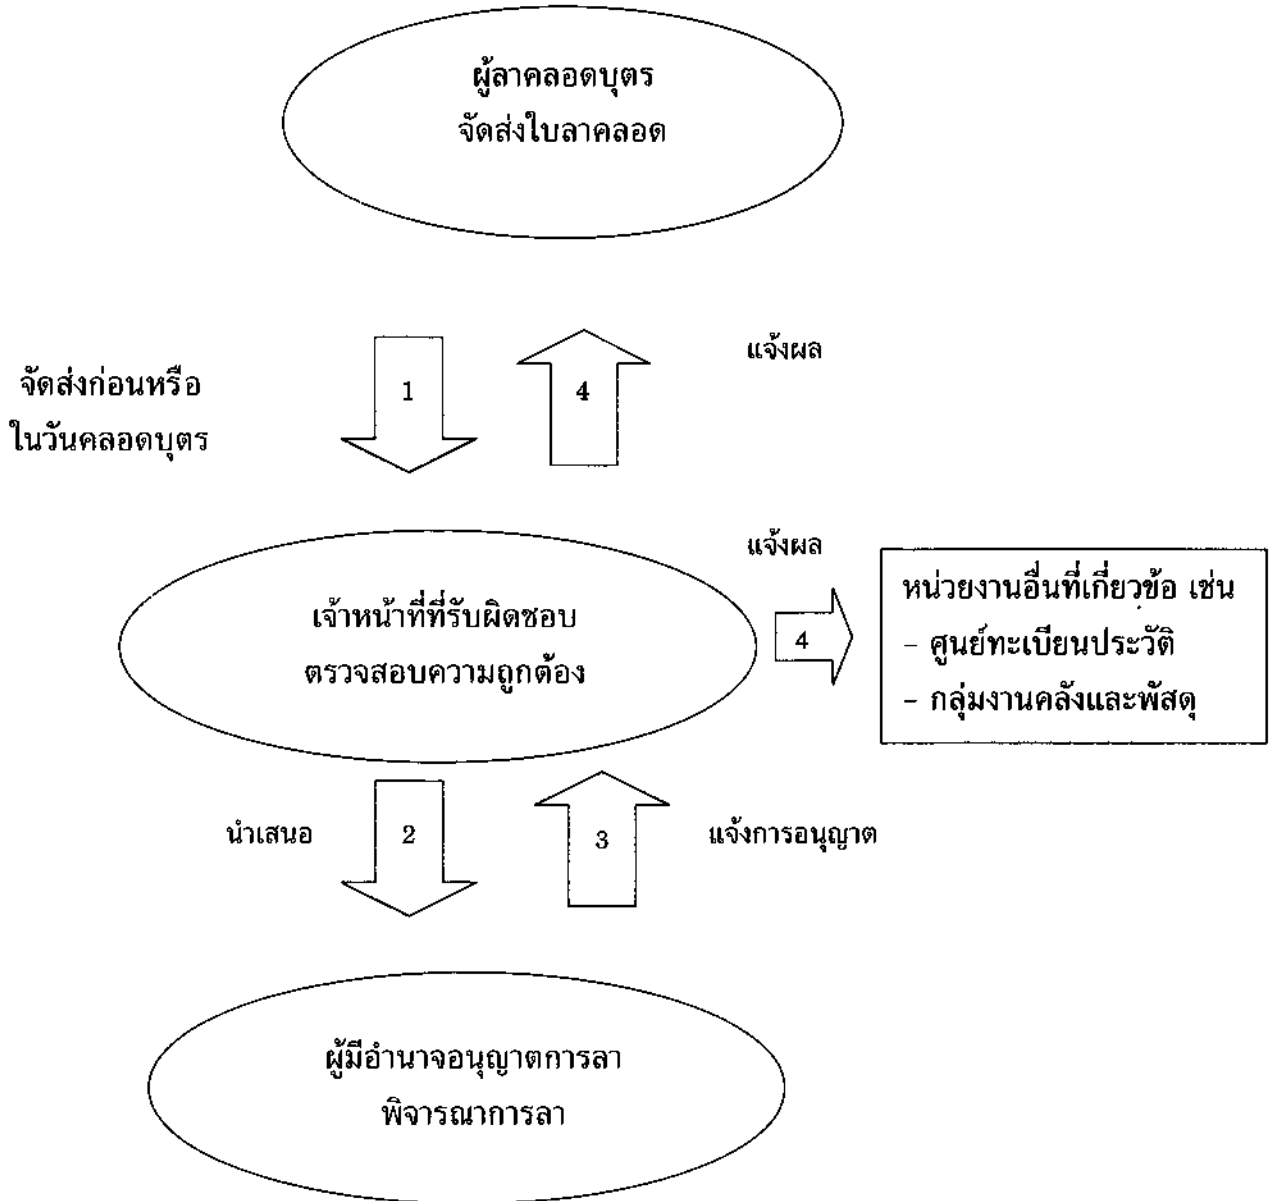 ผู้ลาคลอดบุตร
จัดส่งใบลาคลอด
จัดส่งก่อนหรือ
ในวันคลอดบุตร
1
4
แจ้งผล
เจ้าหน้าที่ที่รับผิดชอบ
ตรวจสอบความถูกต้อง
แจ้งผล
4
หน่วยงานอื่นที่เกี่ยวข้อ เช่น
- ศูนย์ทะเบียนประวัติ
- กลุ่มงานคลังและพัสดุ
นำเสนอ
2
3
แจ้งการอนุญาต
ผู้มีอำนาจอนุญาตการลา
พิจารณาการลา